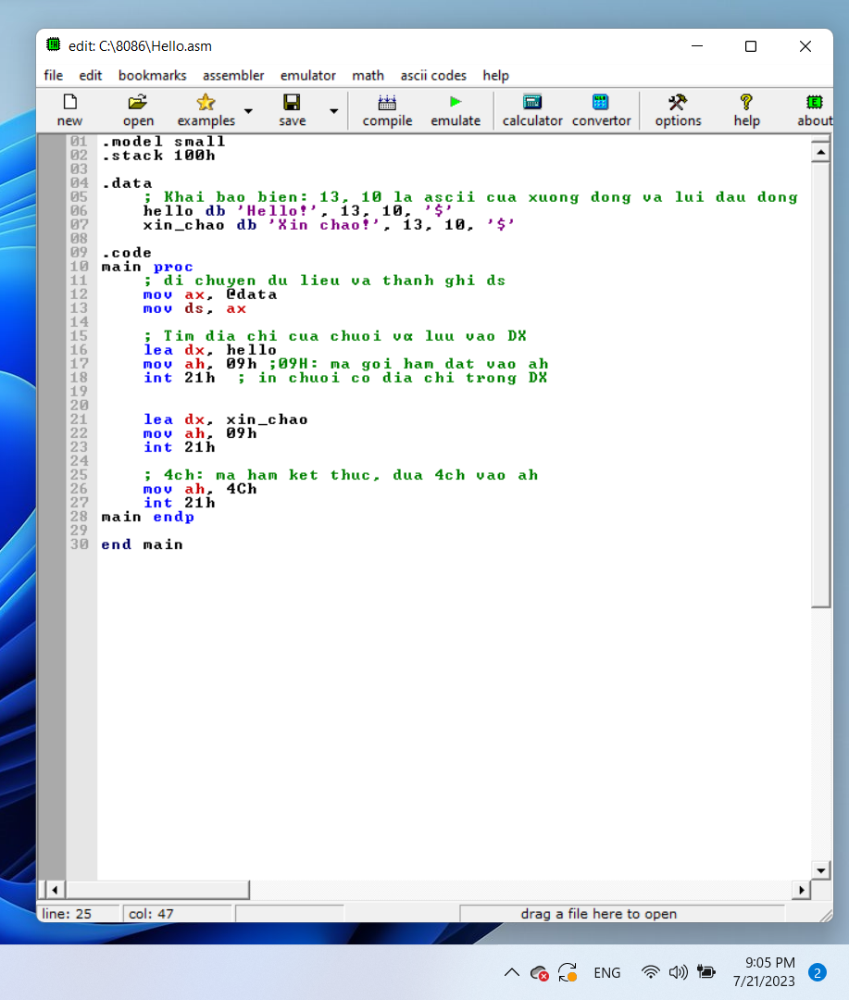 edit: C:\8086\Hello.asm
file edit bookmarks assembler emulator math ascii codes help
new open examples save compile emulate calculator convertor options help about
01 .model small
02 .stack 100h
03
04 .data
05 ; Khai bao bien: 13, 10 la ascii cua xuong dong va lui dau dong
06 hello db 'Hello!', 13, 10, '$'
07 xin_chao db 'Xin chao!', 13, 10, '$'
08
09 .code
10 main proc
11 ; di chuyen du lieu va thanh ghi ds
12 mov ax, @data
13 mov ds, ax
14
15 ; Tim dia chi cua chuoi vα luu vao DX
16 lea dx, hello
17 mov ah, 09h ;09H: ma goi ham dat vao ah
18 int 21h ; in chuoi co dia chi trong DX
19
20
21 lea dx, xin_chao
22 mov ah, 09h
23 int 21h
24
25 ; 4ch: ma ham ket thuc, dua 4ch vao ah
26 mov ah, 4Ch
27 int 21h
28 main endp
29
30 end main
line: 25 col: 47 drag a file here to open
ENG 9:05 PM 2
7/21/2023